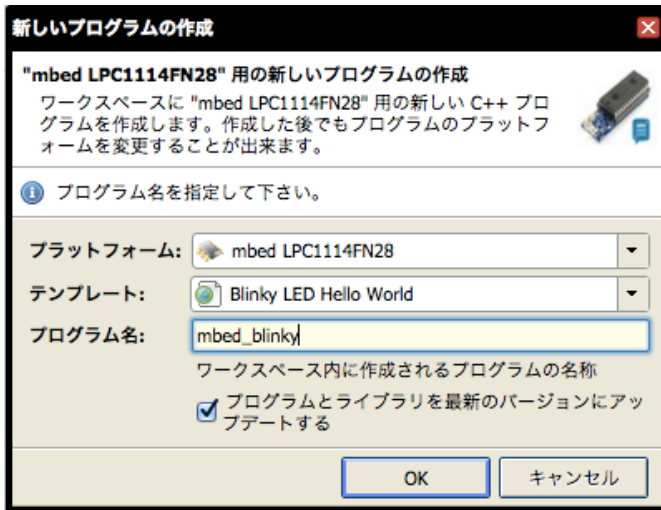 新しいプログラムの作成
"mbed LPC1114FN28" 用の新しいプログラムの作成
ワークスペースに "mbed LPC1114FN28" 用の新しい C++ プロ
グラムを作成します。作成した後でもプログラムのプラットフ
ォームを変更することが出来ます。
プログラム名を指定して下さい。
プラットフォーム: mbed LPC1114FN28
テンプレート: Blinky LED Hello World
プログラム名: mbed_blinky
ワークスペース内に作成されるプログラムの名称
プログラムとライブラリを最新のバージョンにアッ
プデートする
OK キャンセル